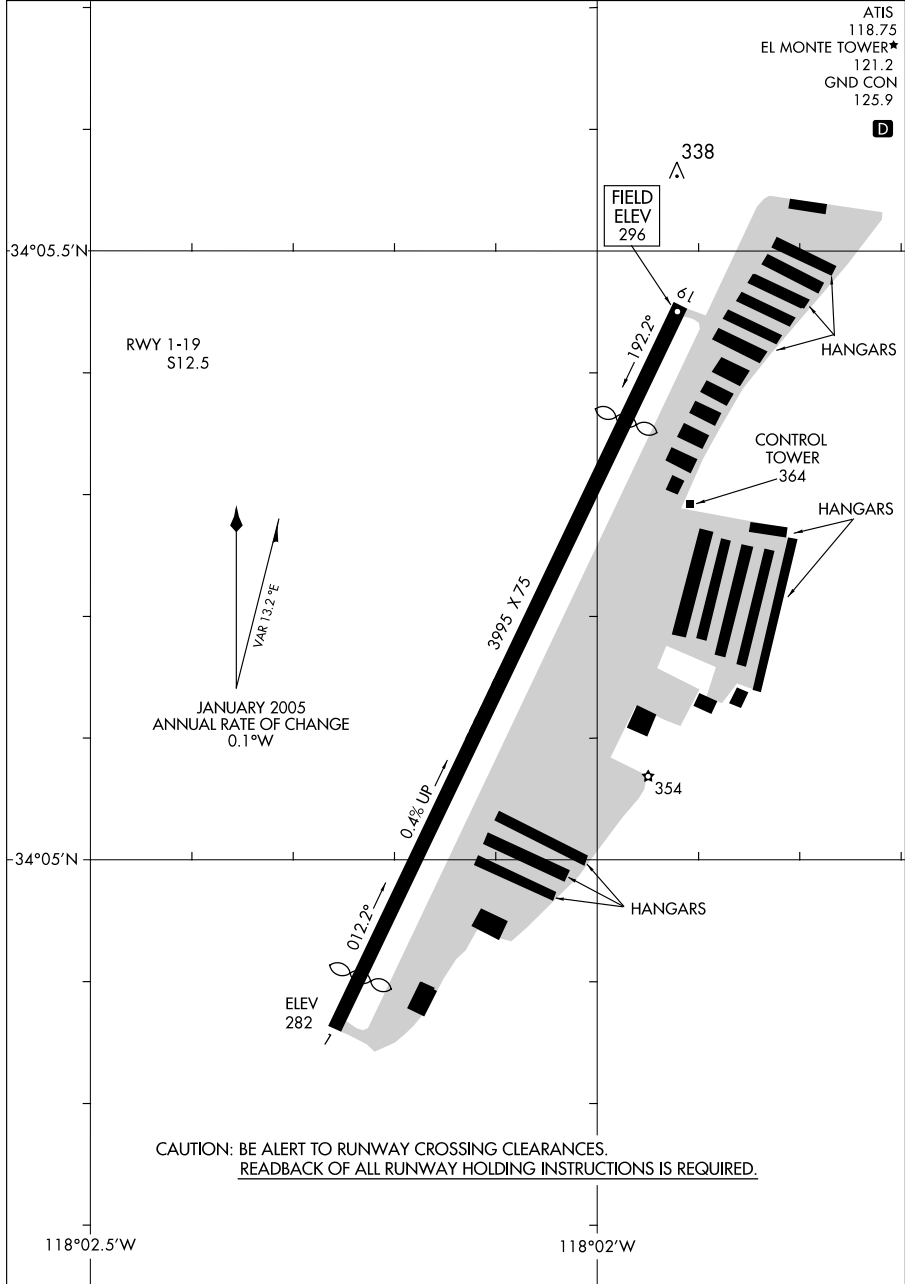 ATIS
118.75
EL MONTE TOWER★
121.2
GND CON
125.9
D
338
FIELD
ELEV
296
34°05.5'N
19
RWY 1-19
S12.5
192.2°
HANGARS
CONTROL
TOWER
364
HANGARS
VAR 13.2 °E
3995 X 75
JANUARY 2005
ANNUAL RATE OF CHANGE
0.1°W
354
0.4% UP
34°05'N
HANGARS
012.2°
ELEV
282
1
CAUTION: BE ALERT TO RUNWAY CROSSING CLEARANCES.
READBACK OF ALL RUNWAY HOLDING INSTRUCTIONS IS REQUIRED.
118°02.5'W
118°02'W